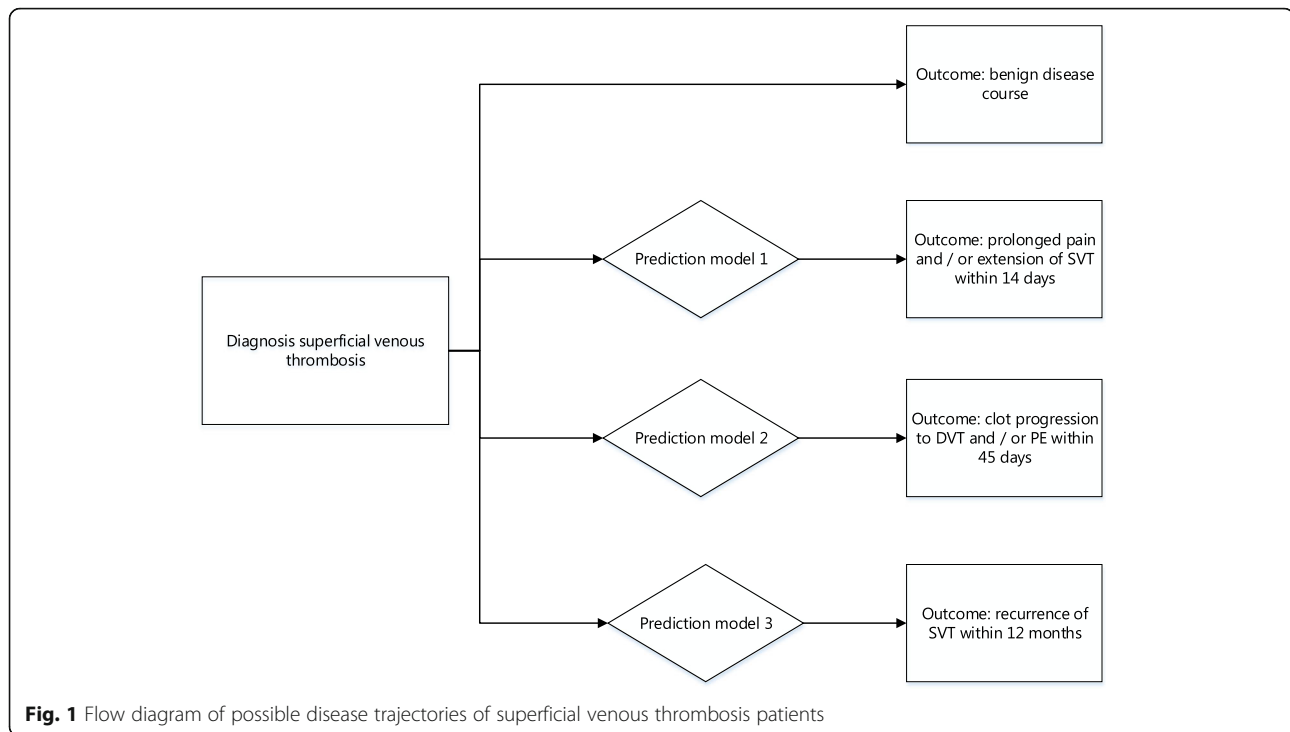 Outcome: benign disease
course
Prediction model 1
Outcome: prolonged pain
and / or extension of SVT
within 14 days
Diagnosis superficial venous
thrombosis
Prediction model 2
Outcome: clot progression
to DVT and / or PE within
45 days
Prediction model 3
Outcome: recurrence of
SVT within 12 months
Fig. 1 Flow diagram of possible disease trajectories of superficial venous thrombosis patients